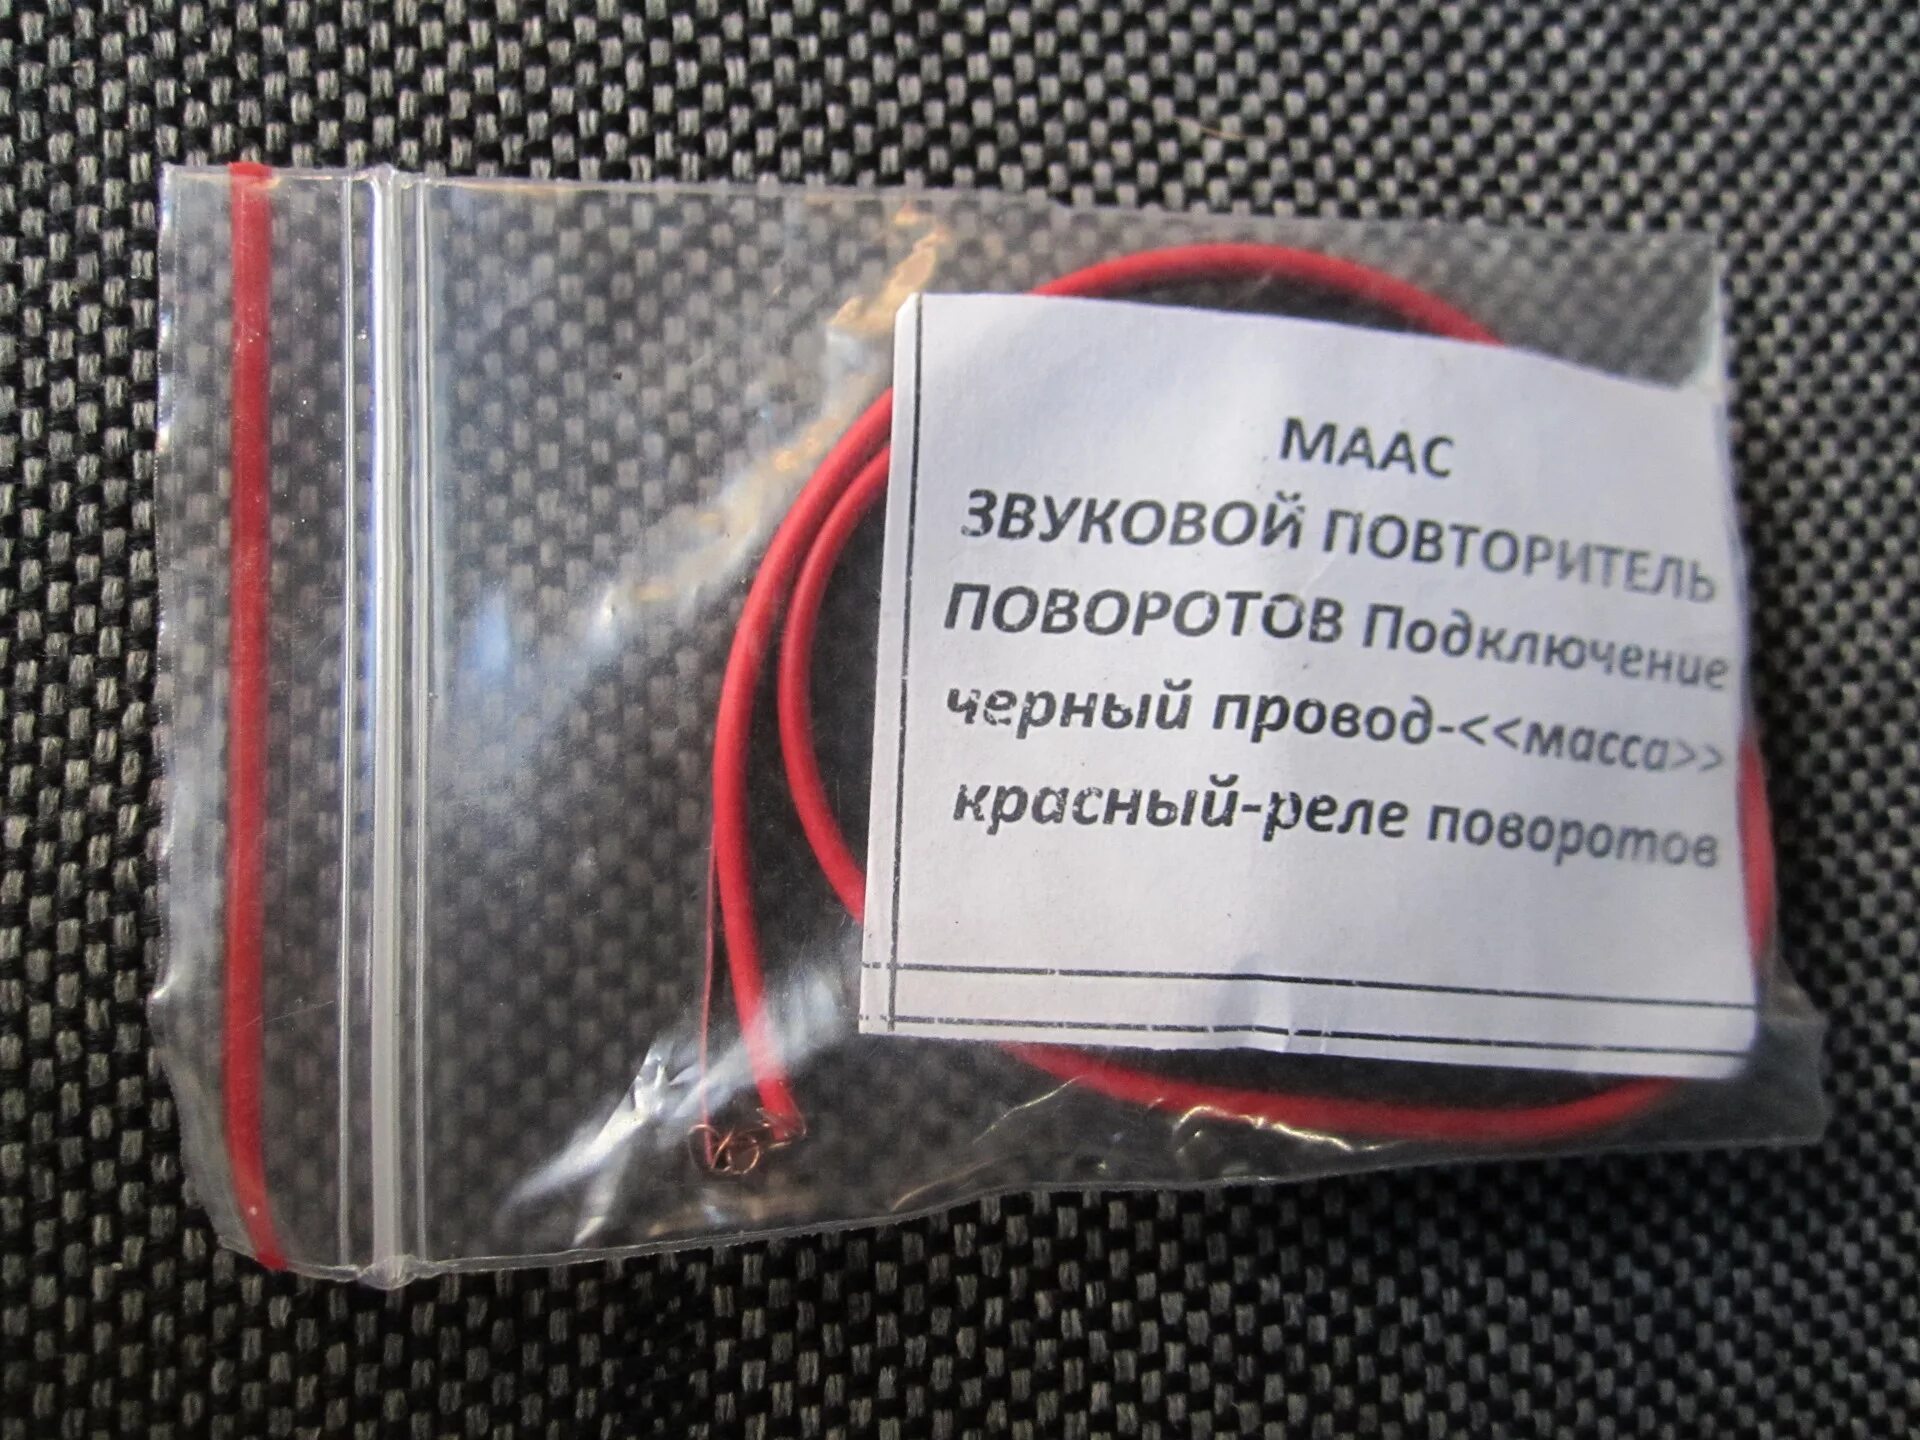 МААС
ЗВУКОВОЙ ПОВТОРИТЕЛЬ
ПОВОРОТОВ Подключение
черный провод-<<масса>>
красный-реле поворотов